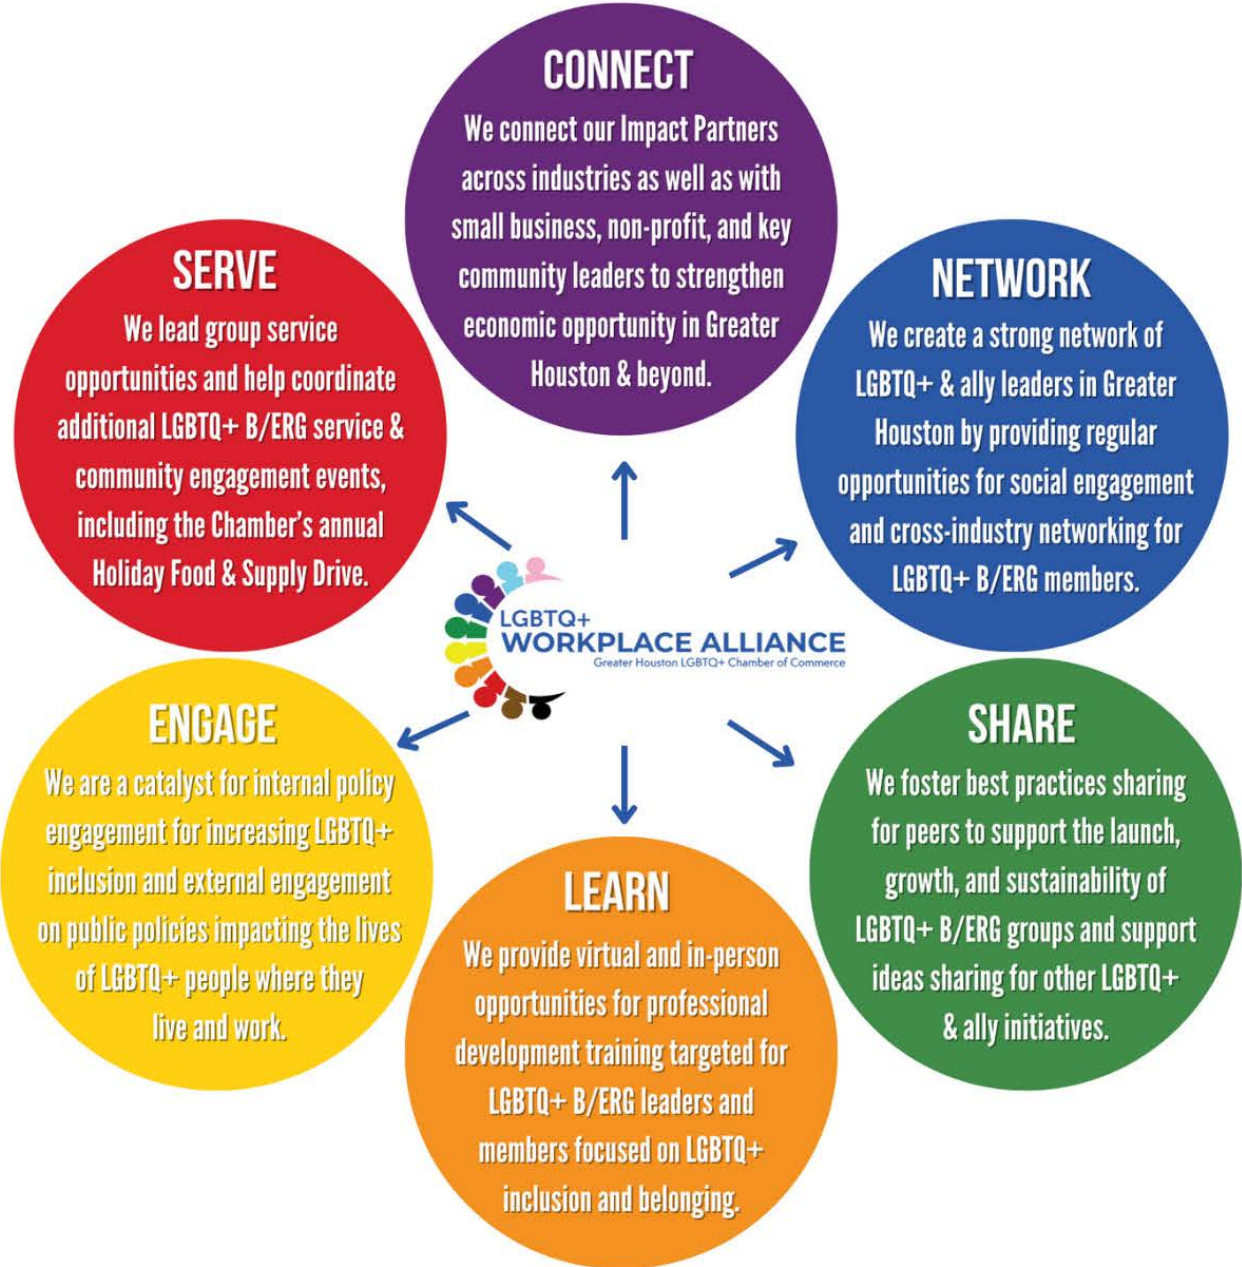 CONNECT
We connect our Impact Partners
across industries as well as with
small business, non-profit, and key
community leaders to strengthen
economic opportunity in Greater
Houston & beyond.
NETWORK
We create a strong network of
LGBTQ+ & ally leaders in Greater
Houston by providing regular
opportunities for social engagement
and cross-industry networking for
LGBTQ+ B/ERG members.
SHARE
We foster best practices sharing
for peers to support the launch,
growth, and sustainability of
LGBTQ+ B/ERG groups and support
ideas sharing for other LGBTQ+
& ally initiatives.
LEARN
We provide virtual and in-person
opportunities for professional
development training targeted for
LGBTQ+ B/ERG leaders and
members focused on LGBTQ+
inclusion and belonging.
ENGAGE
We are a catalyst for internal policy
engagement for increasing LGBTQ+
inclusion and external engagement
on public policies impacting the lives
of LGBTQ+ people where they
live and work.
SERVE
We lead group service
opportunities and help coordinate
additional LGBTQ+ B/ERG service &
community engagement events,
including the Chamber's annual
Holiday Food & Supply Drive.
LGBTQ+
WORKPLACE ALLIANCE
Greater Houston LGBTQ+ Chamber of Commerce